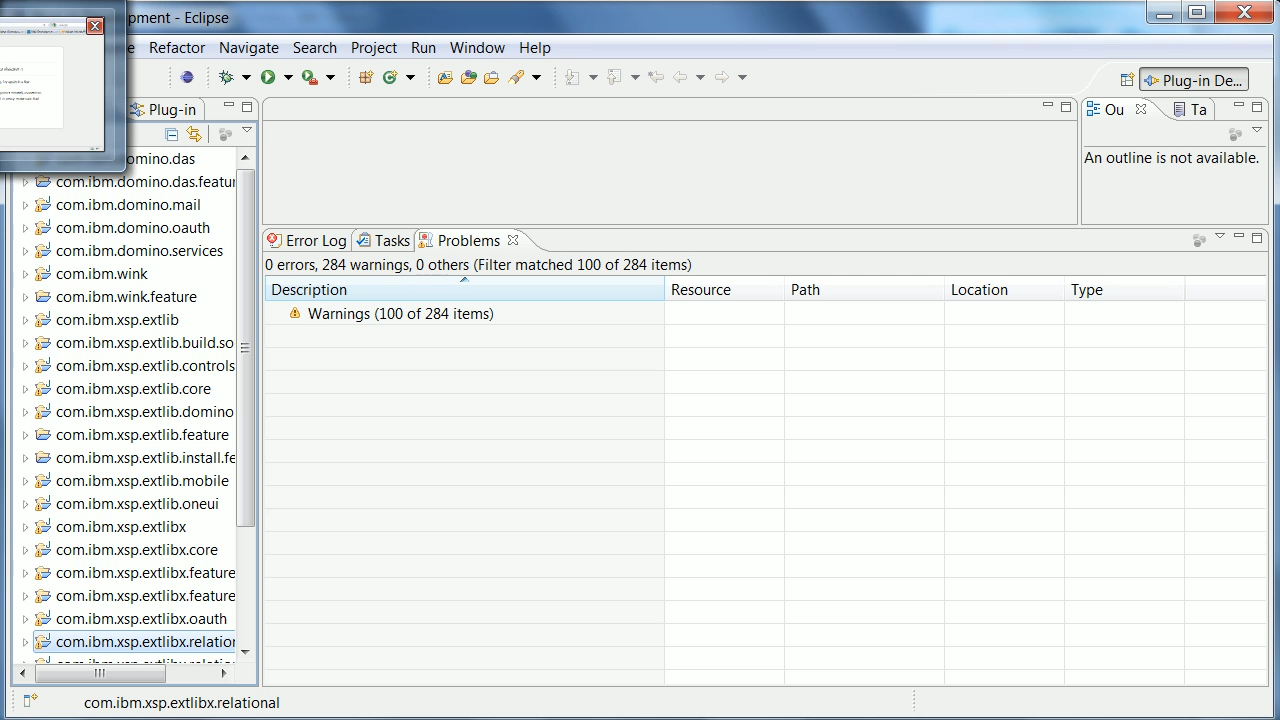 pment - Eclipse
e Refactor Navigate Search Project Run Window Help
Plug-in De...
Plug-in
Ou Ta
An outline is not available.
omino.das
com.ibm.domino.das.featur
com.ibm.domino.mail
com.ibm.domino.oauth
com.ibm.domino.services
com.ibm.wink
com.ibm.wink.feature
com.ibm.xsp.extlib
com.ibm.xsp.extlib.build.so
com.ibm.xsp.extlib.controls
com.ibm.xsp.extlib.core
com.ibm.xsp.extlib.domino
com.ibm.xsp.extlib.feature
com.ibm.xsp.extlib.install.fe
com.ibm.xsp.extlib.mobile
com.ibm.xsp.extlib.oneui
com.ibm.xsp.extlibx
com.ibm.xsp.extlibx.core
com.ibm.xsp.extlibx.feature
com.ibm.xsp.extlibx.feature
com.ibm.xsp.extlibx.oauth
com.ibm.xsp.extlibx.relation
Error Log Tasks Problems
0 errors, 284 warnings, 0 others (Filter matched 100 of 284 items)
Description Resource Path Location Type
Warnings (100 of 284 items)
com.ibm.xsp.extlibx.relational